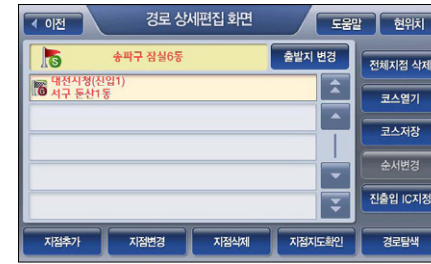 이전
경로 상세편집 화면
도움말
현위치
S
송파구 잠실6동
출발지 변경
대전시청(진입1)
서구 둔산1동
전체지점 삭제
코스열기
코스저장
순서변경
진출입 IC지정
지점추가
지점변경
지점삭제
지점지도확인
경로탐색